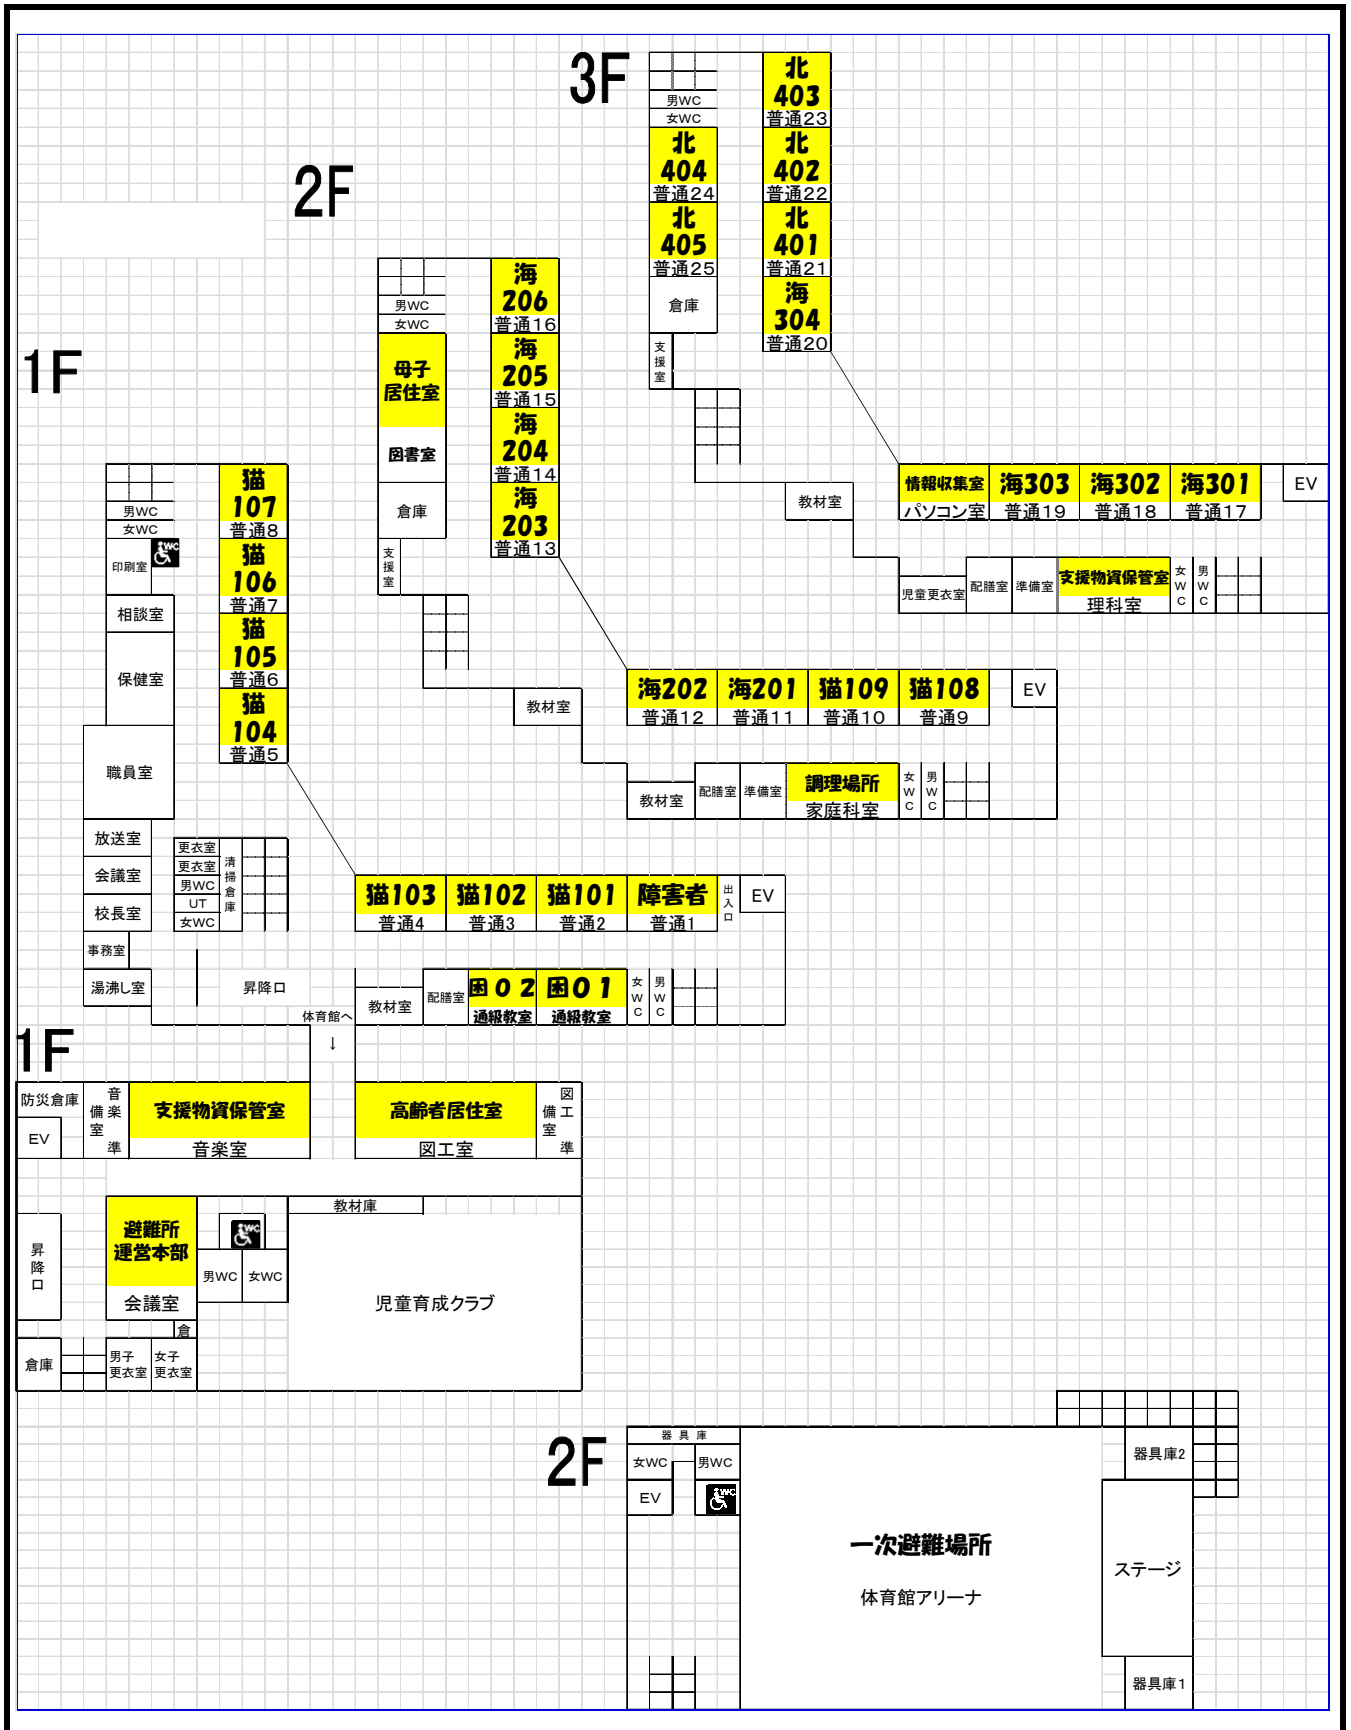 3F
男WC
女WC
北
404
普通24
北
405
普通25
倉庫
支援室
北
403
普通23
北
402
普通22
北
401
普通21
海
304
普通20
教材室
情報収集室
パソコン室
海303
普通19
海302
普通18
海301
普通17
EV
児童更衣室
配膳室
準備室
支援物資保管室
理科室
女WC
男WC
2F
男WC
女WC
母子
居住室
図書室
倉庫
支援室
海
206
普通16
海
205
普通15
海
204
普通14
海
203
普通13
教材室
海202
普通12
海201
普通11
猫109
普通10
猫108
普通9
EV
教材室
配膳室
準備室
調理場所
家庭科室
女WC
男WC
1F
男WC
女WC
WC
印刷室
相談室
保健室
職員室
放送室
会議室
校長室
事務室
湯沸し室
猫
107
普通8
猫
106
普通7
猫
105
普通6
猫
104
普通5
更衣室
更衣室
男WC
UT
女WC
清掃倉庫
昇降口
猫103
普通4
猫102
普通3
猫101
普通2
障害者
普通1
出入口
EV
体育館へ
↓
教材室
配膳室
困02
通級教室
困01
通級教室
女WC
男WC
1F
防災倉庫
EV
音楽準備室
支援物資保管室
音楽室
高齢者居住室
図工室
図工準備室
昇降口
避難所
運営本部
会議室
WC
男WC
女WC
教材庫
児童育成クラブ
倉
倉庫
男子
更衣室
女子
更衣室
2F
器具庫
女WC
男WC
EV
WC
一次避難場所
体育館アリーナ
器具庫2
ステージ
器具庫1